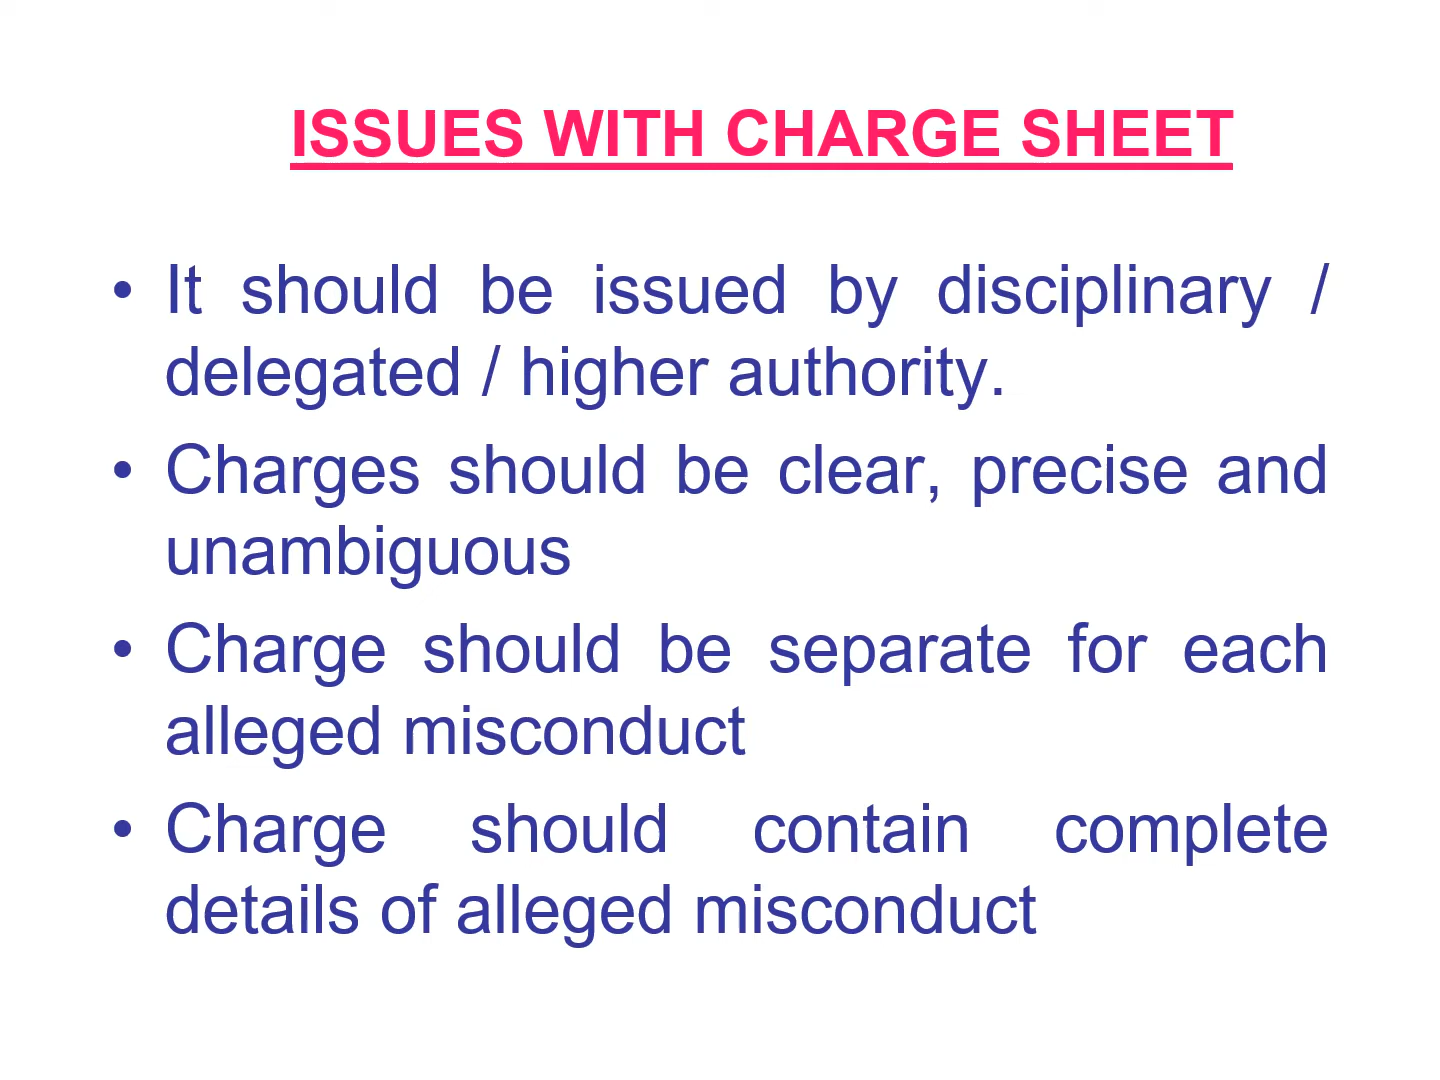 ISSUES WITH CHARGE SHEET
• It should be issued by disciplinary /
delegated / higher authority.
• Charges should be clear, precise and
unambiguous
• Charge should be separate for each
alleged misconduct
• Charge should contain complete
details of alleged misconduct